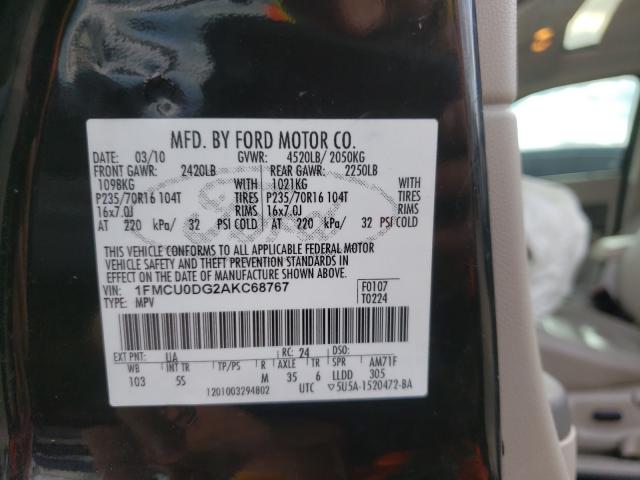 MFD. BY FORD MOTOR CO.
DATE: 03/10 GVWR: 4520LB/ 2050KG
FRONT GAWR: 2420LB REAR GAWR: 2250LB
1098KG WITH 1021KG WITH
P235/70R16 104T TIRES P235/70R16 104T TIRES
16x7.0J RIMS 16x7.0J RIMS
AT 220 kPa/ 32 PSI COLD AT 220 kPa/ 32 PSI COLD
THIS VEHICLE CONFORMS TO ALL APPLICABLE FEDERAL MOTOR
VEHICLE SAFETY AND THEFT PREVENTION STANDARDS IN
EFFECT ON THE DATE OF MANUFACTURE SHOWN ABOVE.
VIN: 1FMCU0DG2AKC68767 F0107
TYPE: MPV T0224
EXT PNT: UA RC: 24 DSO:
WB INT TR TP/PS R AXLE TR SPR AM71F
103 5S M 35 6 LLDD 305
1201003294802 UTC ▽5U5A-1520472-BA